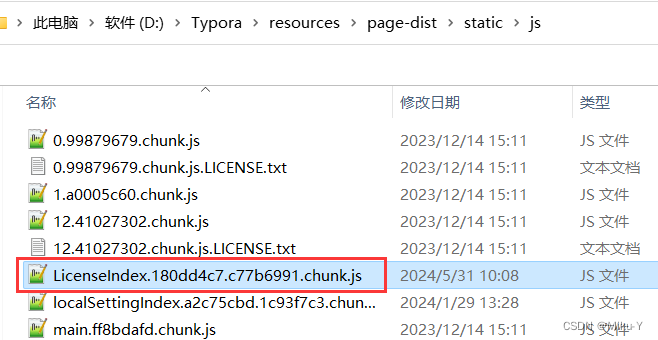 此电脑 > 软件 (D:) > Typora > resources > page-dist > static > js
名称 修改日期 类型
0.99879679.chunk.js 2023/12/14 15:11 JS 文件
0.99879679.chunk.js.LICENSE.txt 2023/12/14 15:11 文本文档
1.a0005c60.chunk.js 2023/12/14 15:11 JS 文件
12.41027302.chunk.js 2023/12/14 15:11 JS 文件
12.41027302.chunk.js.LICENSE.txt 2023/12/14 15:11 文本文档
LicenseIndex.180dd4c7.c77b6991.chunk.js 2024/5/31 10:08 JS 文件
localSettingIndex.a2c75cbd.1c93f7c3.chun... 2024/1/29 13:28 JS 文件
main.ff8bdafd.chunk.js 2023/12/14 15:11 JS 文件
CSDN